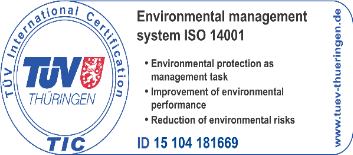 TÜV International Certification
TÜV
THÜRINGEN
TIC
Environmental management
system ISO 14001
• Environmental protection as
management task
• Improvement of environmental
performance
• Reduction of environmental risks
ID 15 104 181669
www.tuev-thueringen.de